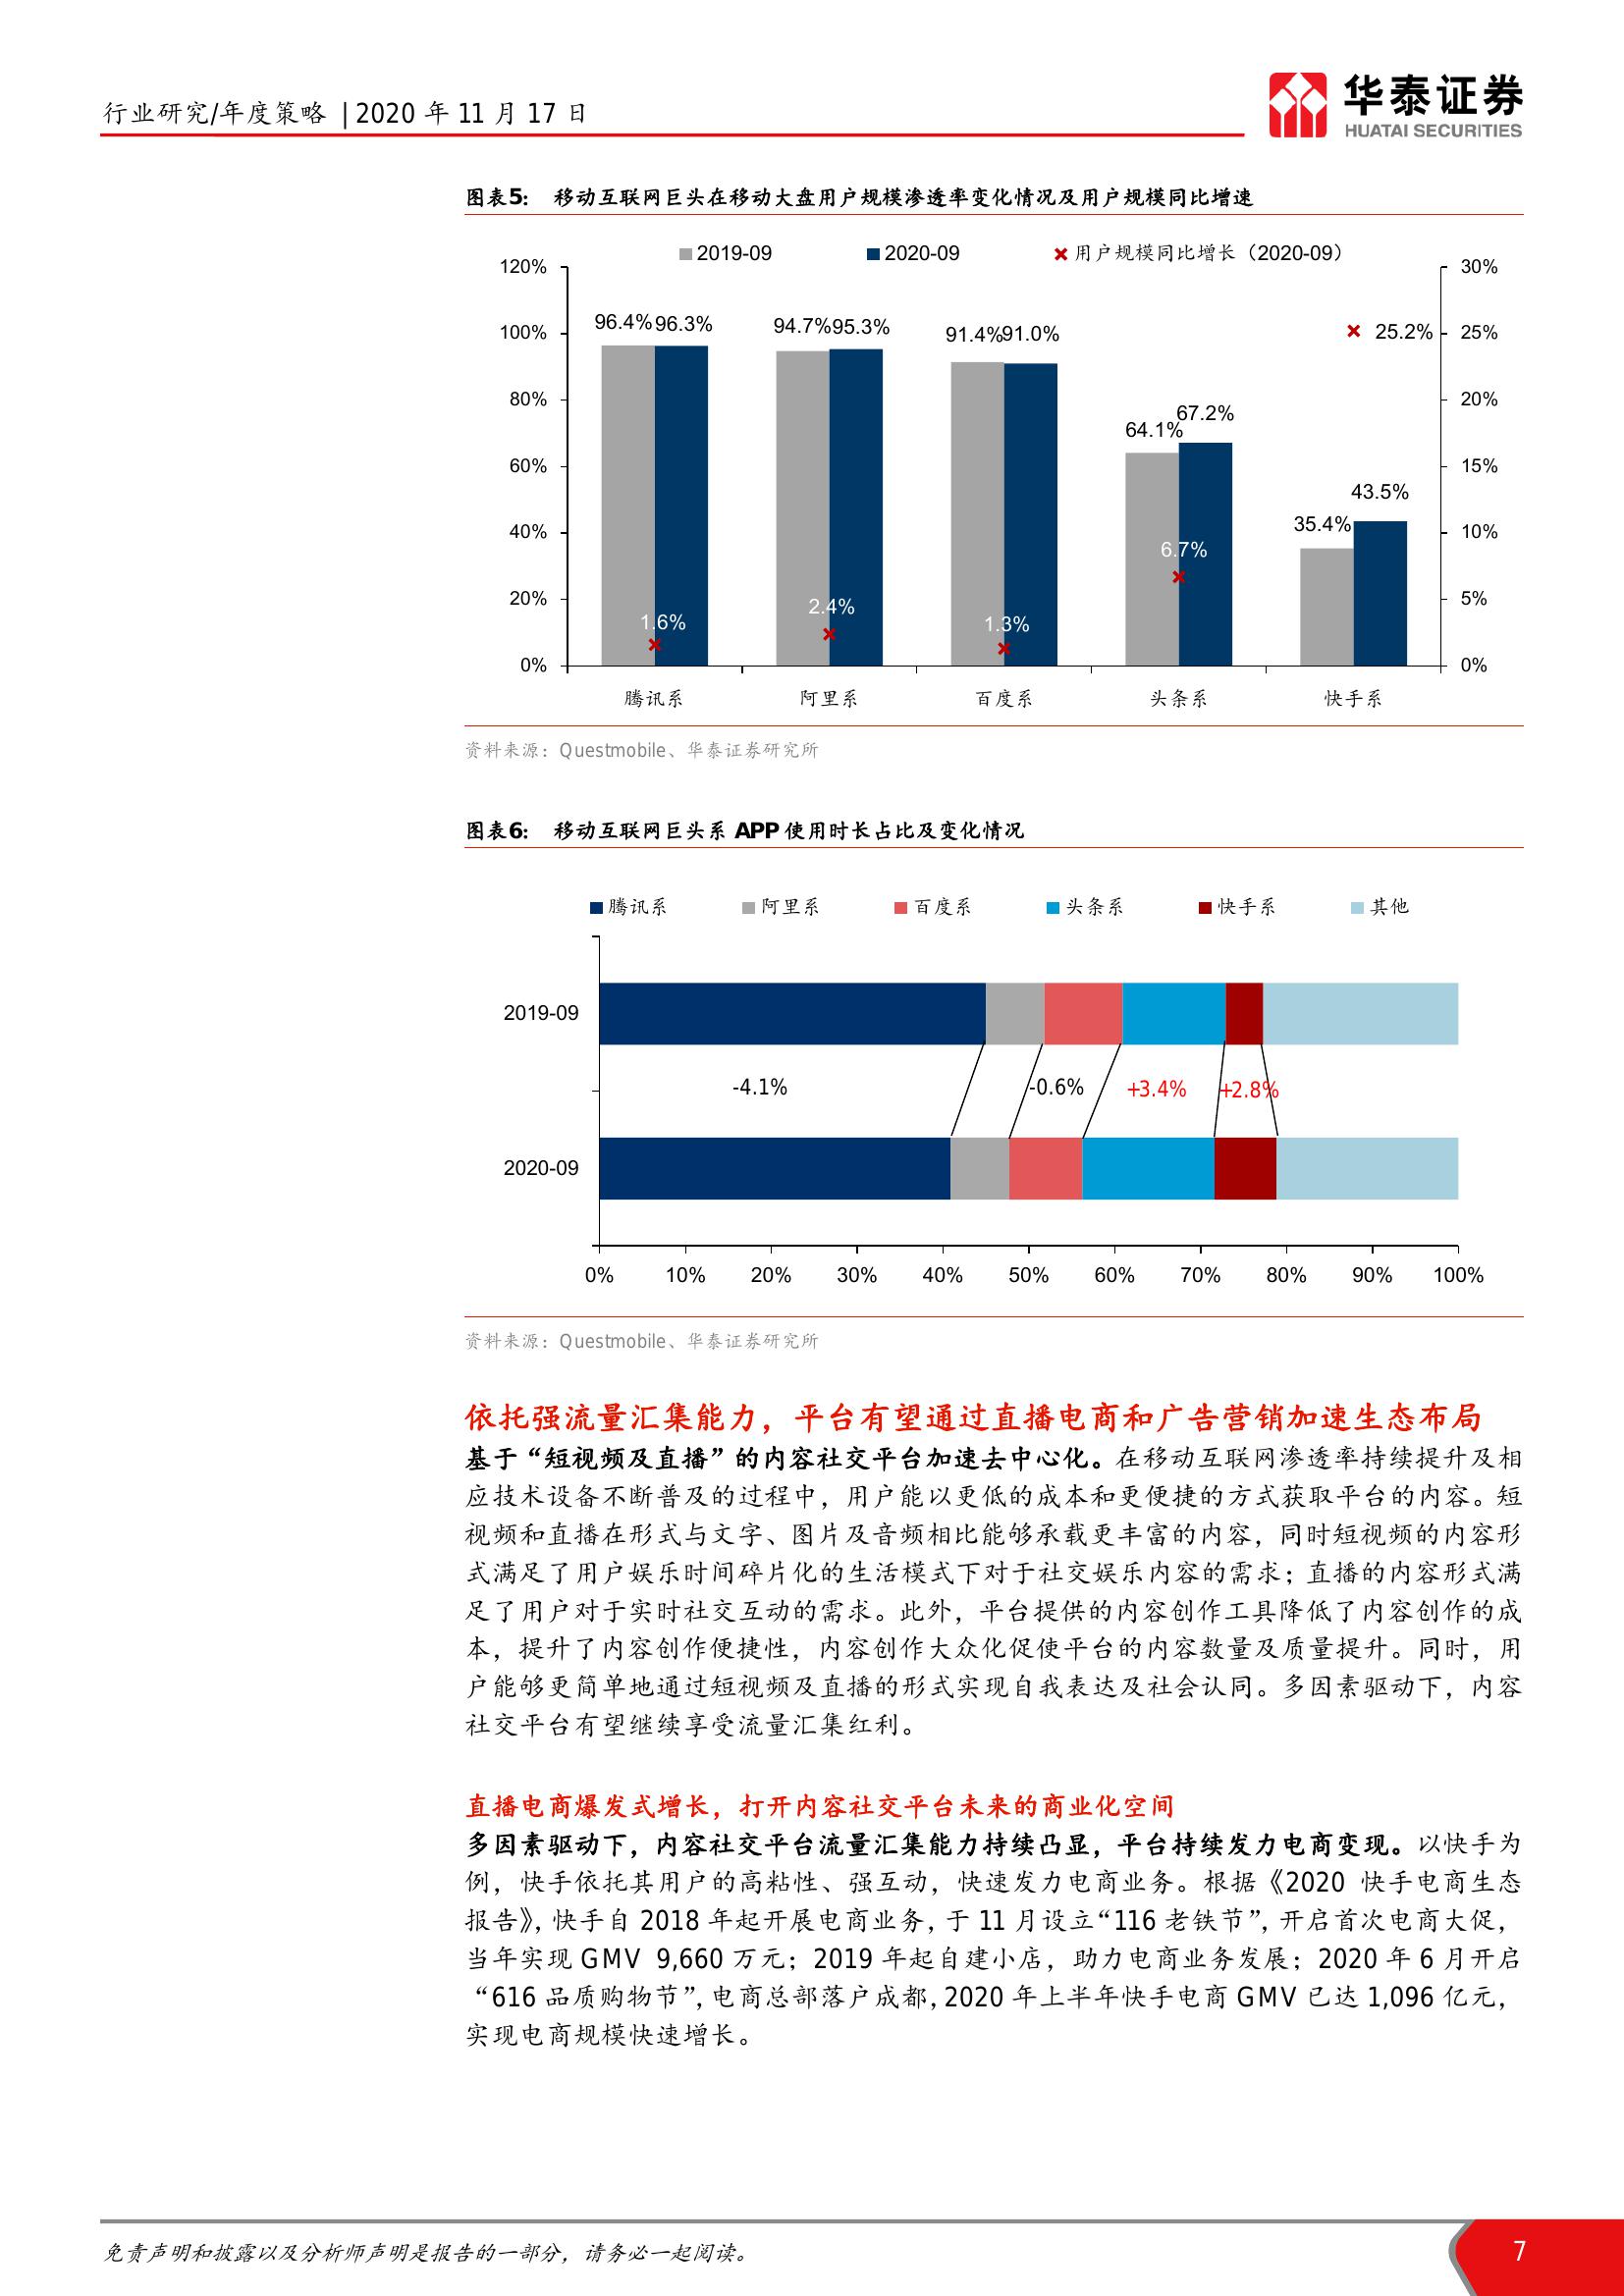 行业研究/年度策略 | 2020 年 11 月 17 日
华泰证券
HUATAI SECURITIES
图表5： 移动互联网巨头在移动大盘用户规模渗透率变化情况及用户规模同比增速
2019-09 2020-09 用户规模同比增长（2020-09）
120% 30%
96.4% 96.3% 94.7% 95.3% 91.4% 91.0%
100% 25.2% 25%
80% 20%
64.1% 67.2%
60% 15%
35.4% 43.5%
40% 10%
6.7%
20% 5%
1.6% 2.4% 1.3%
0% 0%
腾讯系 阿里系 百度系 头条系 快手系
资料来源：Questmobile、华泰证券研究所
图表6： 移动互联网巨头系 APP 使用时长占比及变化情况
腾讯系 阿里系 百度系 头条系 快手系 其他
2019-09
-4.1% -0.6% +3.4% +2.8%
2020-09
0% 10% 20% 30% 40% 50% 60% 70% 80% 90% 100%
资料来源：Questmobile、华泰证券研究所
依托强流量汇集能力，平台有望通过直播电商和广告营销加速生态布局
基于“短视频及直播”的内容社交平台加速去中心化。在移动互联网渗透率持续提升及相
应技术设备不断普及的过程中，用户能以更低的成本和更便捷的方式获取平台的内容。短
视频和直播在形式与文字、图片及音频相比能够承载更丰富的内容，同时短视频的内容形
式满足了用户娱乐时间碎片化的生活模式下对于社交娱乐内容的需求；直播的内容形式满
足了用户对于实时社交互动的需求。此外，平台提供的内容创作工具降低了内容创作的成
本，提升了内容创作便捷性，内容创作大众化促使平台的内容数量及质量提升。同时，用
户能够更简单地通过短视频及直播的形式实现自我表达及社会认同。多因素驱动下，内容
社交平台有望继续享受流量汇集红利。
直播电商爆发式增长，打开内容社交平台未来的商业化空间
多因素驱动下，内容社交平台流量汇集能力持续凸显，平台持续发力电商变现。以快手为
例，快手依托其用户的高粘性、强互动，快速发力电商业务。根据《2020 快手电商生态
报告》，快手自 2018 年起开展电商业务，于 11 月设立“116 老铁节”，开启首次电商大促，
当年实现 GMV 9,660 万元；2019 年起自建小店，助力电商业务发展；2020 年 6 月开启
“616 品质购物节”，电商总部落户成都，2020 年上半年快手电商 GMV 已达 1,096 亿元，
实现电商规模快速增长。
免责声明和披露以及分析师声明是报告的一部分，请务必一起阅读。
7